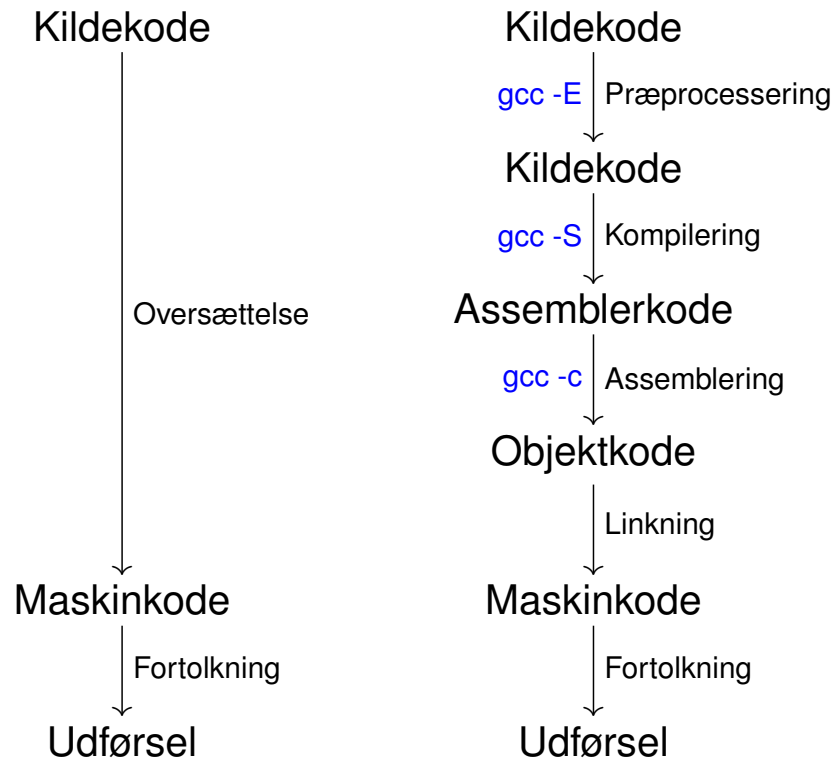 Kildekode
Oversættelse
Maskinkode
Fortolkning
Udførsel
Kildekode
gcc -E Præprocessering
Kildekode
gcc -S Kompilering
Assemblerkode
gcc -c Assemblering
Objektkode
Linkning
Maskinkode
Fortolkning
Udførsel